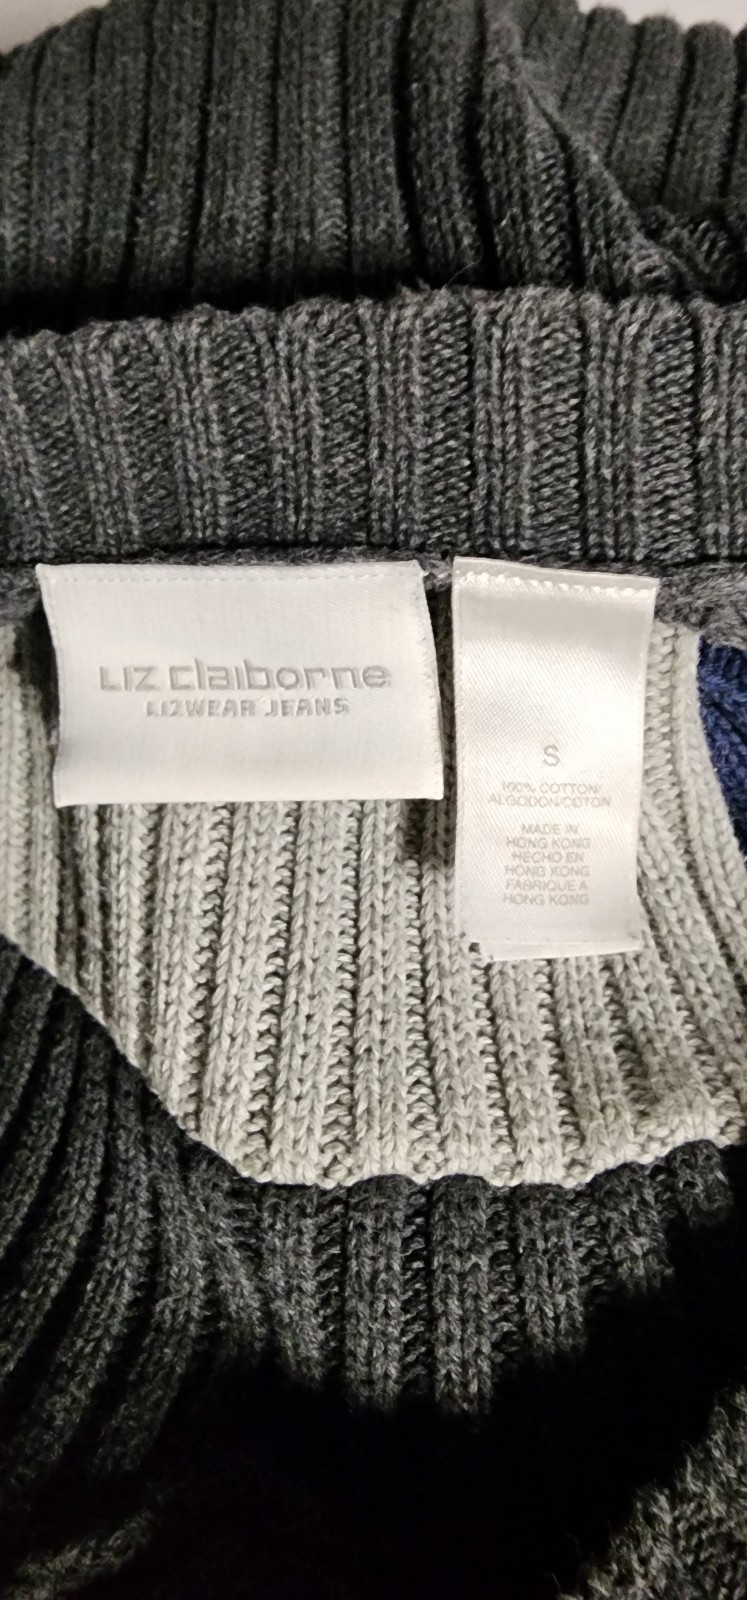 LIZ claiborne
LIZWEAR JEANS
S
100% COTTON/
ALGODON/COTON
MADE IN
HONG KONG
HECHO EN
HONG KONG
FABRIQUE A
HONG KONG